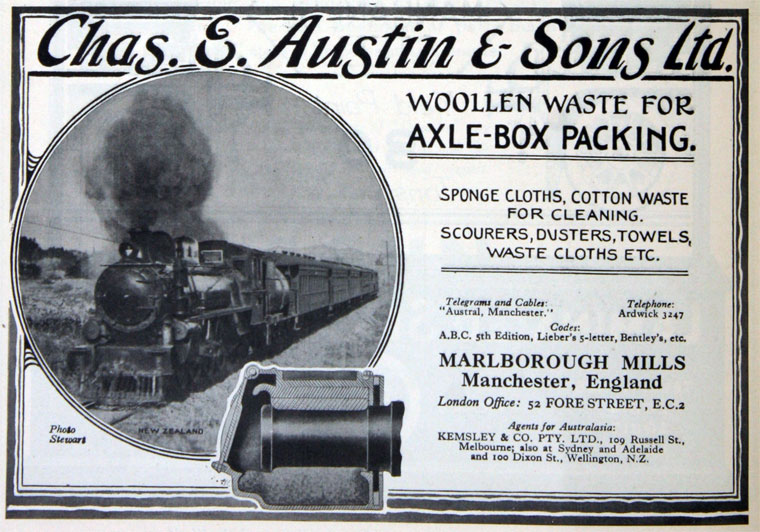 Chas. E. Austin & Sons Ltd.
WOOLLEN WASTE FOR
AXLE-BOX PACKING.
SPONGE CLOTHS, COTTON WASTE
FOR CLEANING.
SCOURERS, DUSTERS, TOWELS,
WASTE CLOTHS ETC.
Telegrams and Cables: Telephone:
"Austral, Manchester." Ardwick 3247
Codes:
A.B.C. 5th Edition, Lieber's 5-letter, Bentley's, etc.
MARLBOROUGH MILLS
Manchester, England
London Office: 52 FORE STREET, E.C.2
Agents for Australasia:
KEMSLEY & CO. PTY. LTD., 109 Russell St.,
Melbourne; also at Sydney and Adelaide
and 100 Dixon St., Wellington, N.Z.
Photo
Stewart
NEW ZEALAND